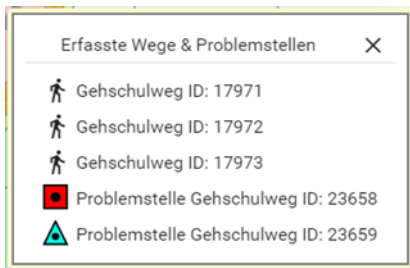 Erfasste Wege & Problemstellen
Gehschulweg ID: 17971
Gehschulweg ID: 17972
Gehschulweg ID: 17973
Problemstelle Gehschulweg ID: 23658
Problemstelle Gehschulweg ID: 23659